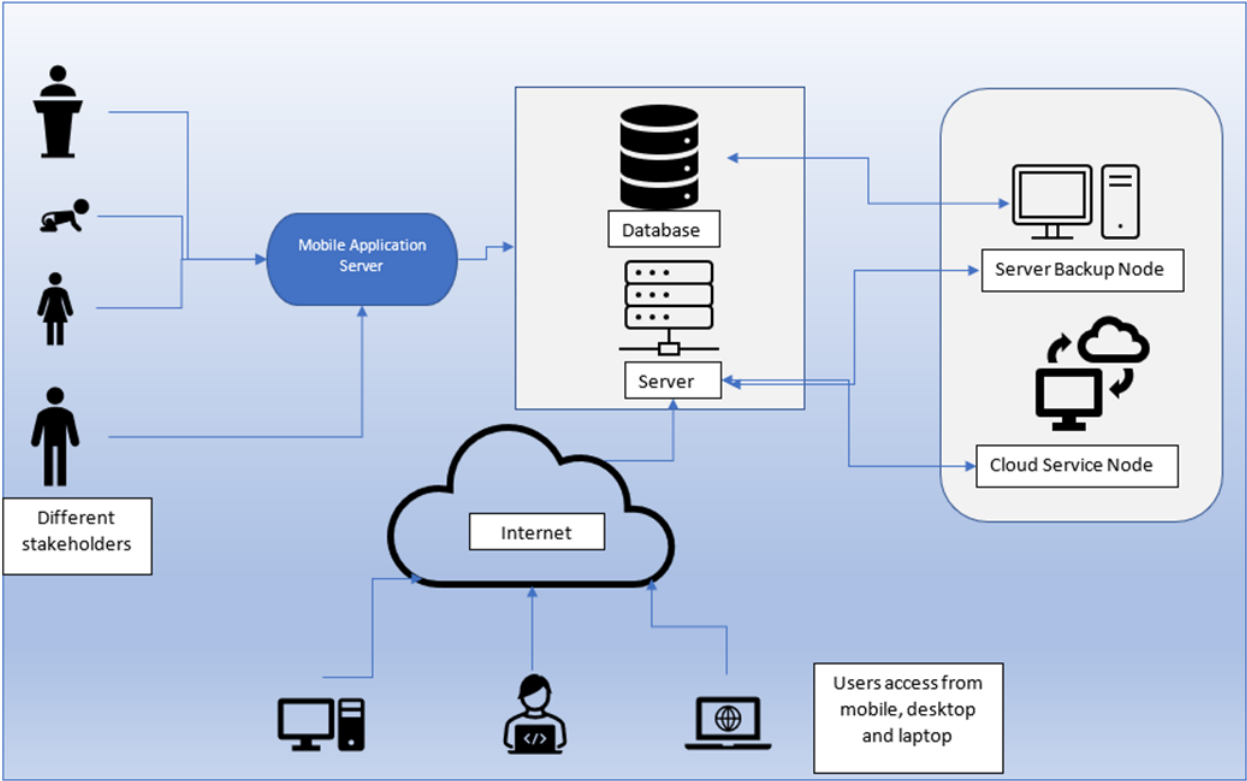 Mobile Application
Server
Database
Server
Server Backup Node
Cloud Service Node
Different
stakeholders
Internet
</>
Users access from
mobile, desktop
and laptop